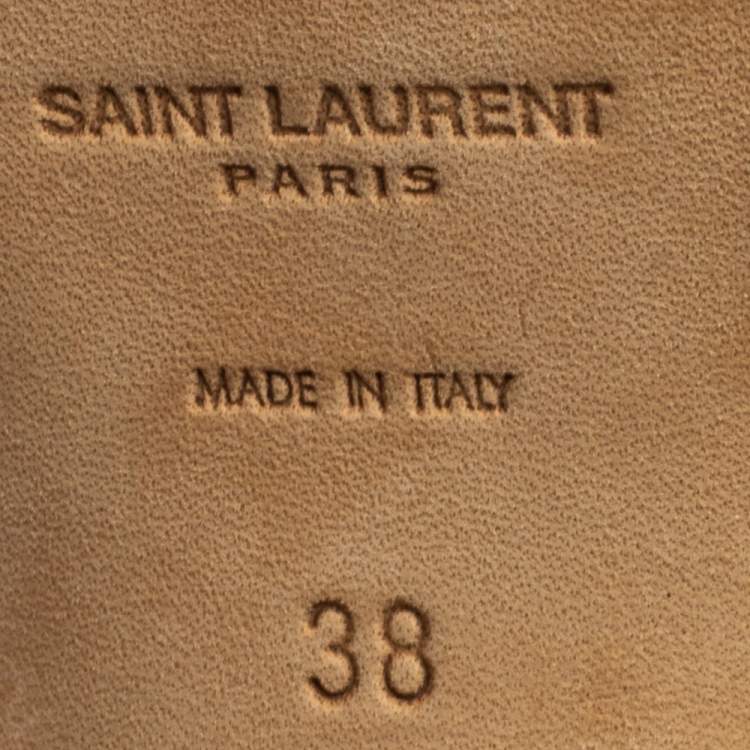 SAINT LAURENT
PARIS
MADE IN ITALY
38